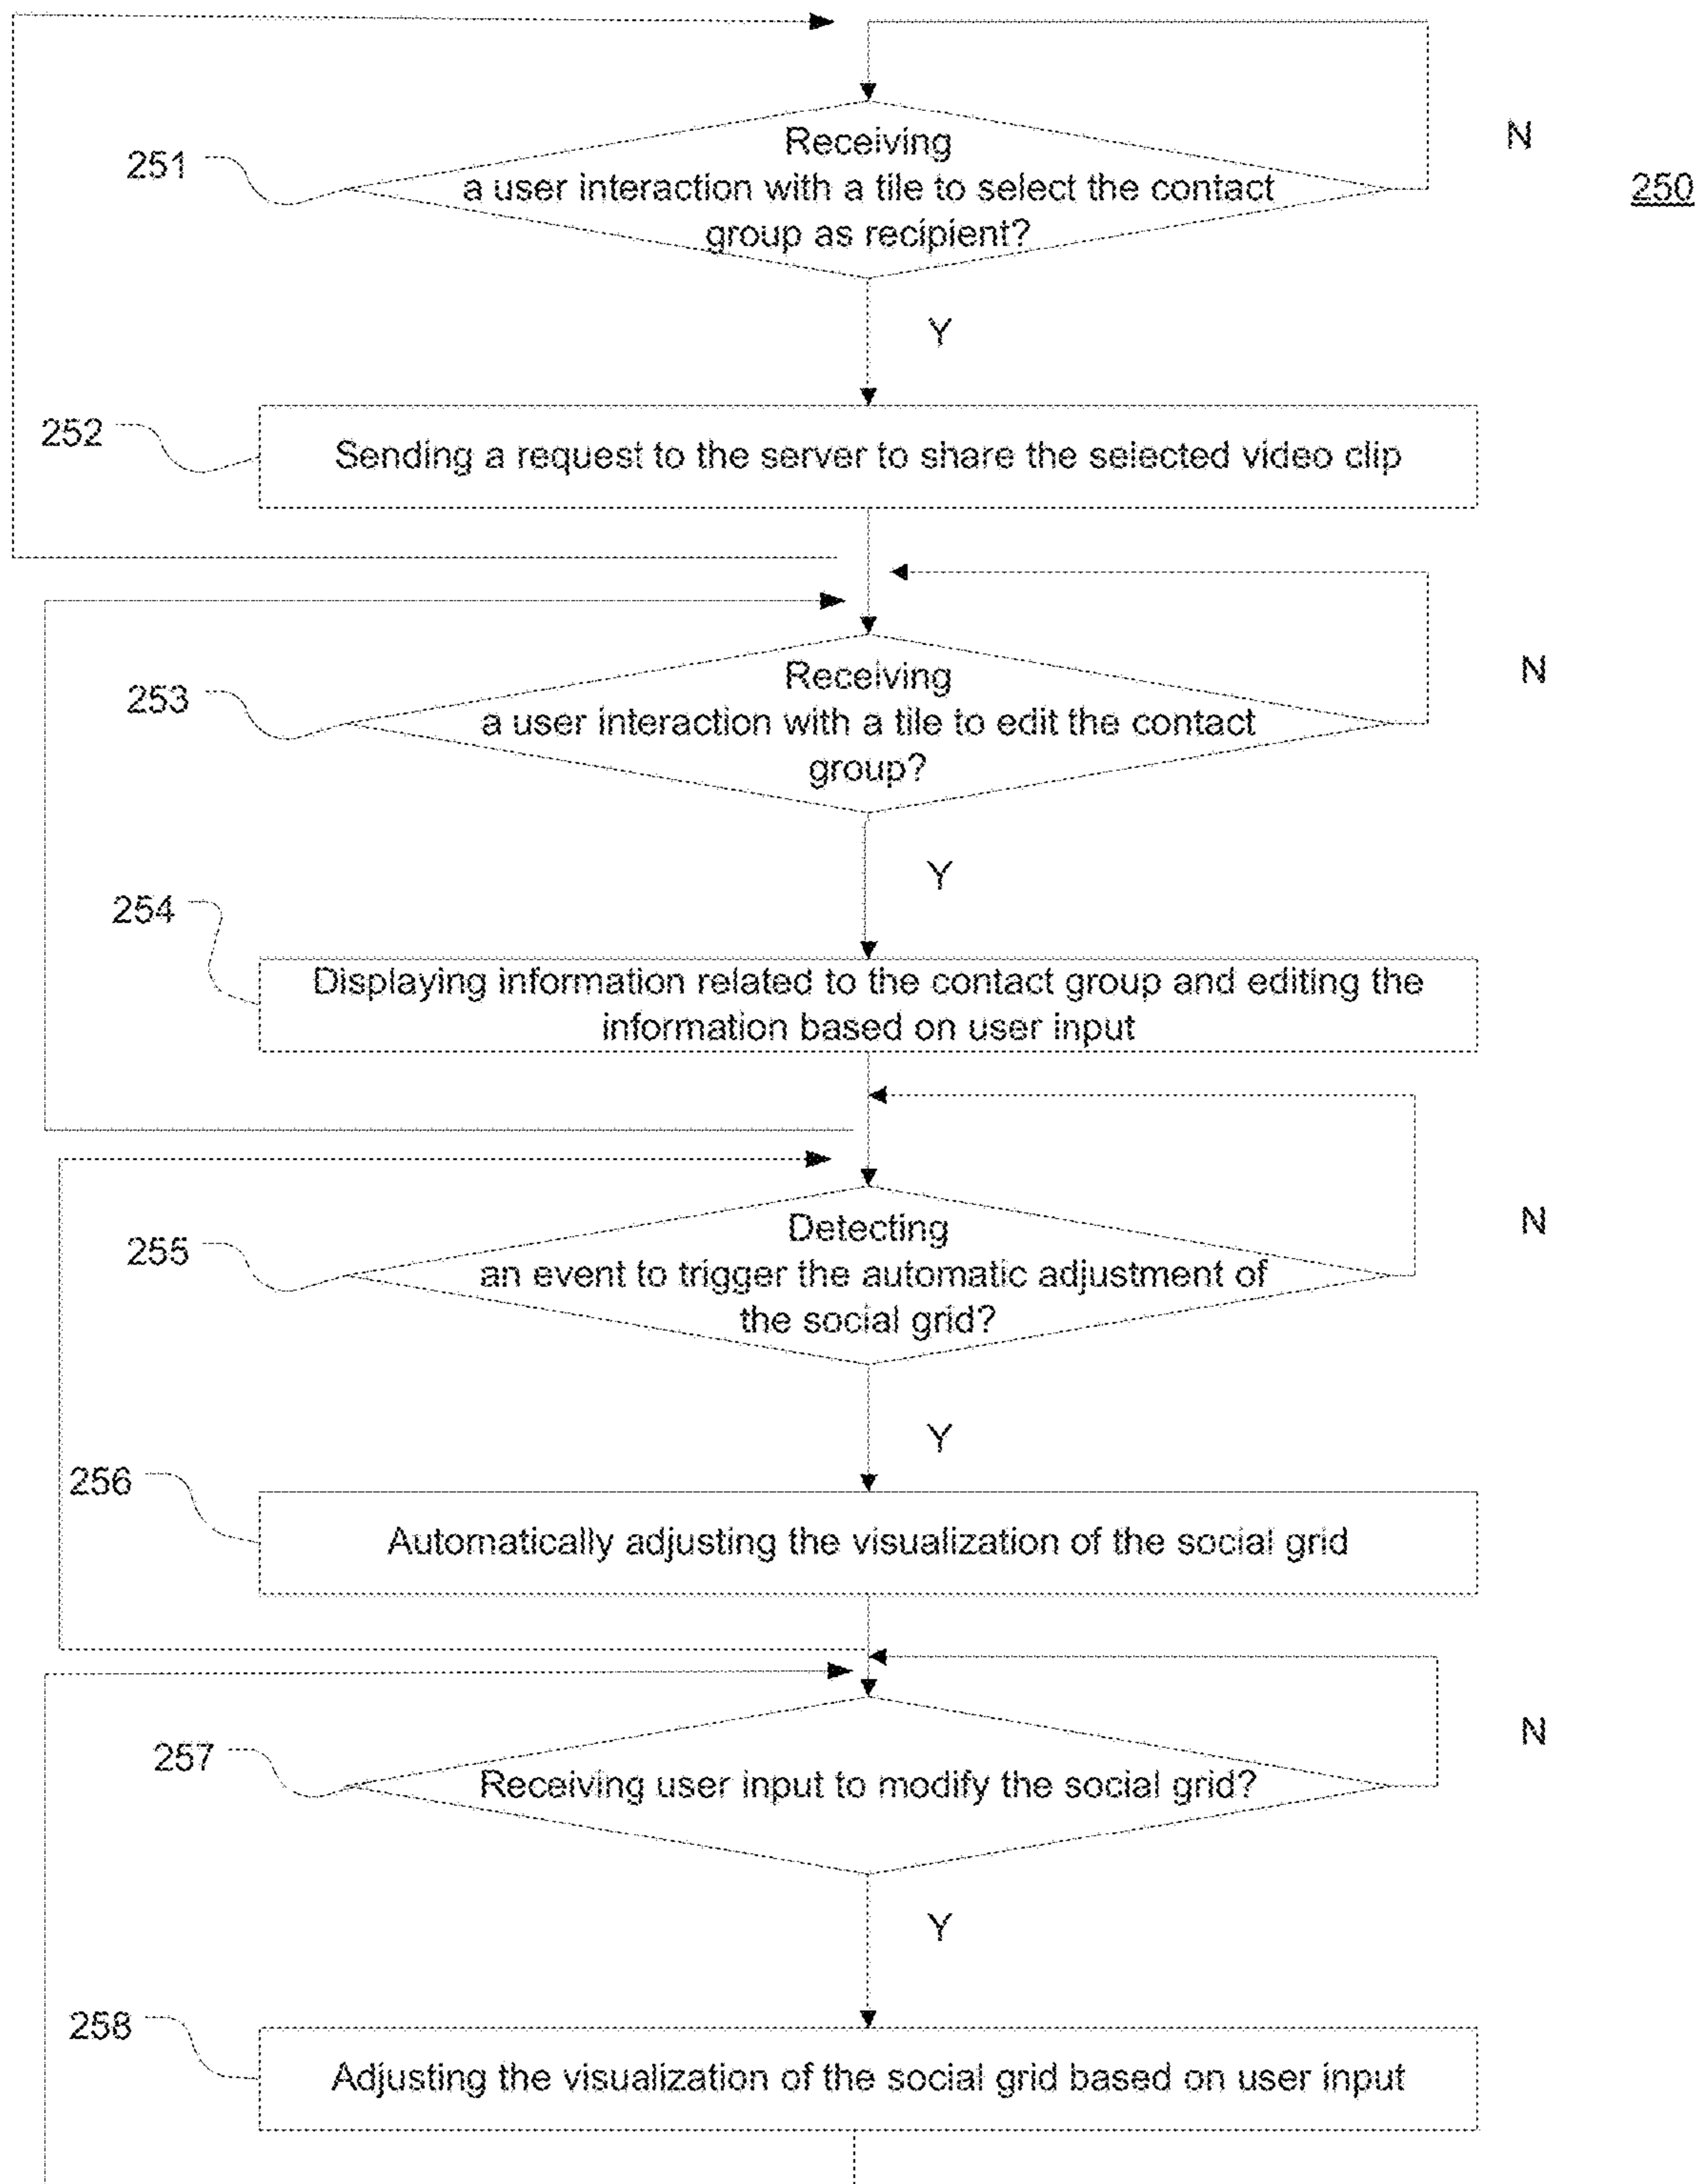 Receiving
a user interaction with a tile to select the contact
group as recipient?
N
251
250
Y
252
Sending a request to the server to share the selected video clip
Receiving
a user interaction with a tile to edit the contact
group?
N
253
Y
254
Displaying information related to the contact group and editing the
information based on user input
Detecting
an event to trigger the automatic adjustment of
the social grid?
N
255
Y
256
Automatically adjusting the visualization of the social grid
N
257
Receiving user input to modify the social grid?
Y
258
Adjusting the visualization of the social grid based on user input